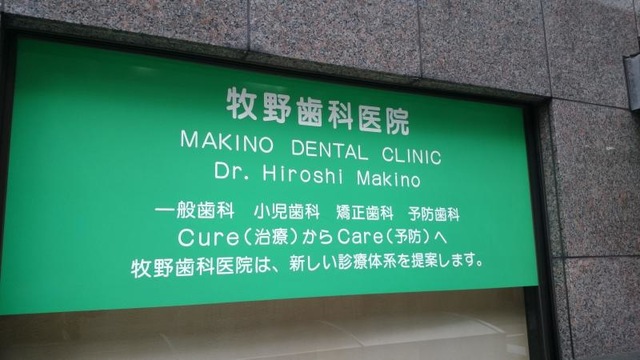 牧野歯科医院
MAKINO DENTAL CLINIC
Dr. Hiroshi Makino
一般歯科 小児歯科 矯正歯科 予防歯科
Cure(治療)からCare(予防)へ
牧野歯科医院は、新しい診療体系を提案します。